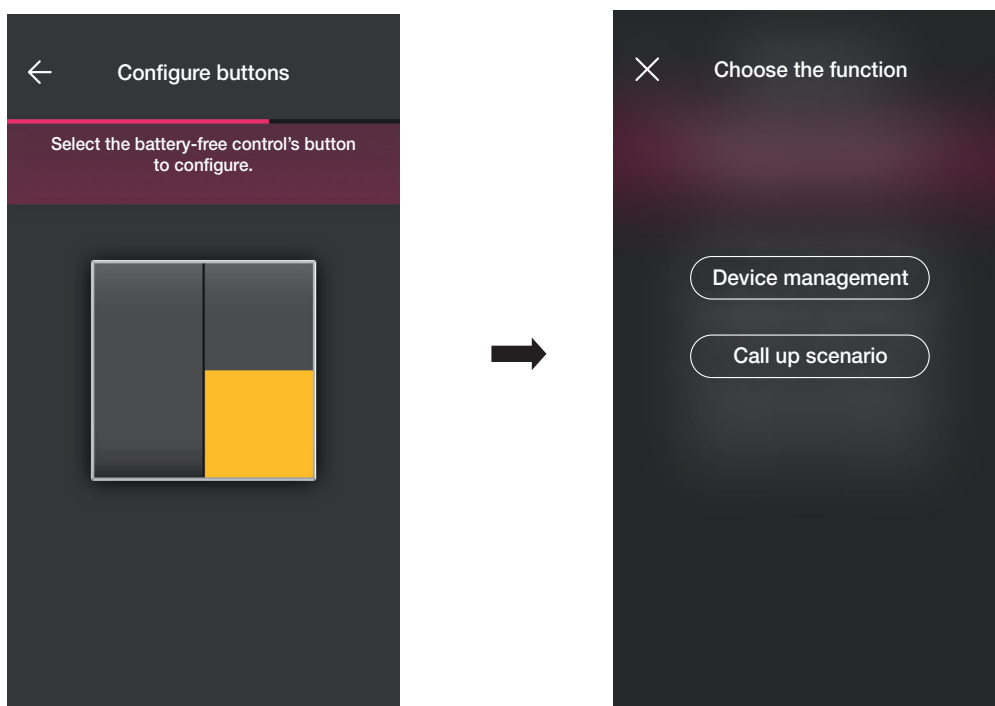 Configure buttons
Select the battery-free control's button
to configure.
Choose the function
Device management
Call up scenario